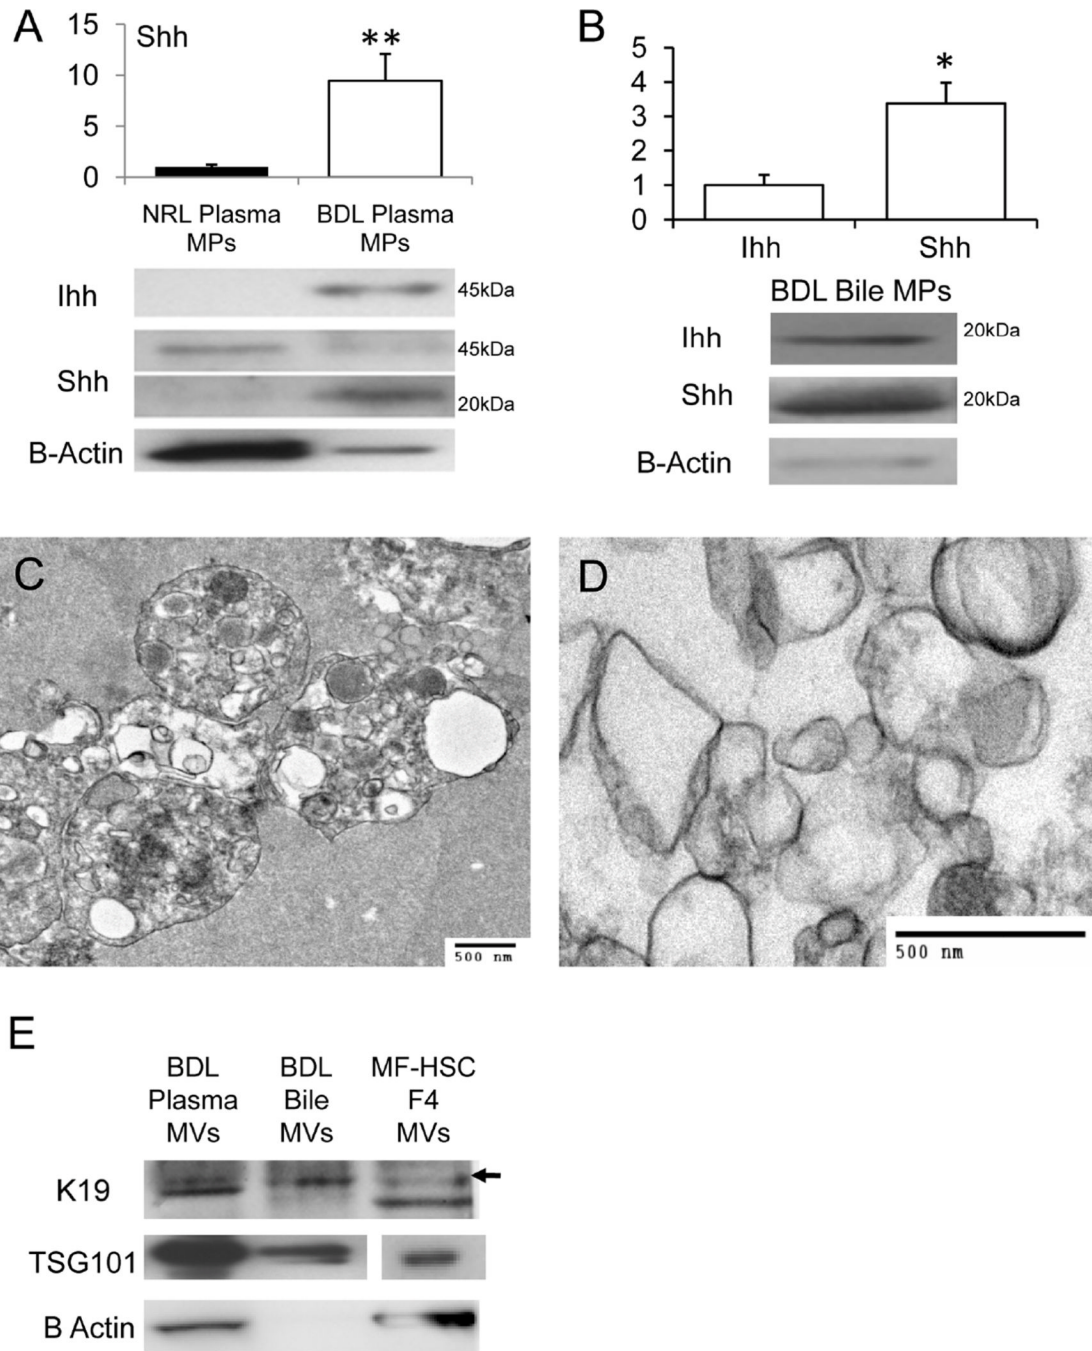 A
15
10
5
0
Shh
**
NRL Plasma
MPs
BDL Plasma
MPs
Ihh
45kDa
Shh
45kDa
20kDa
B-Actin
B
5
4
3
2
1
0
*
Ihh
Shh
BDL Bile MPs
Ihh
20kDa
Shh
20kDa
B-Actin
C
500 nm
D
500 nm
E
BDL
Plasma
MVs
BDL
Bile
MVs
MF-HSC
F4
MVs
K19
TSG101
B Actin